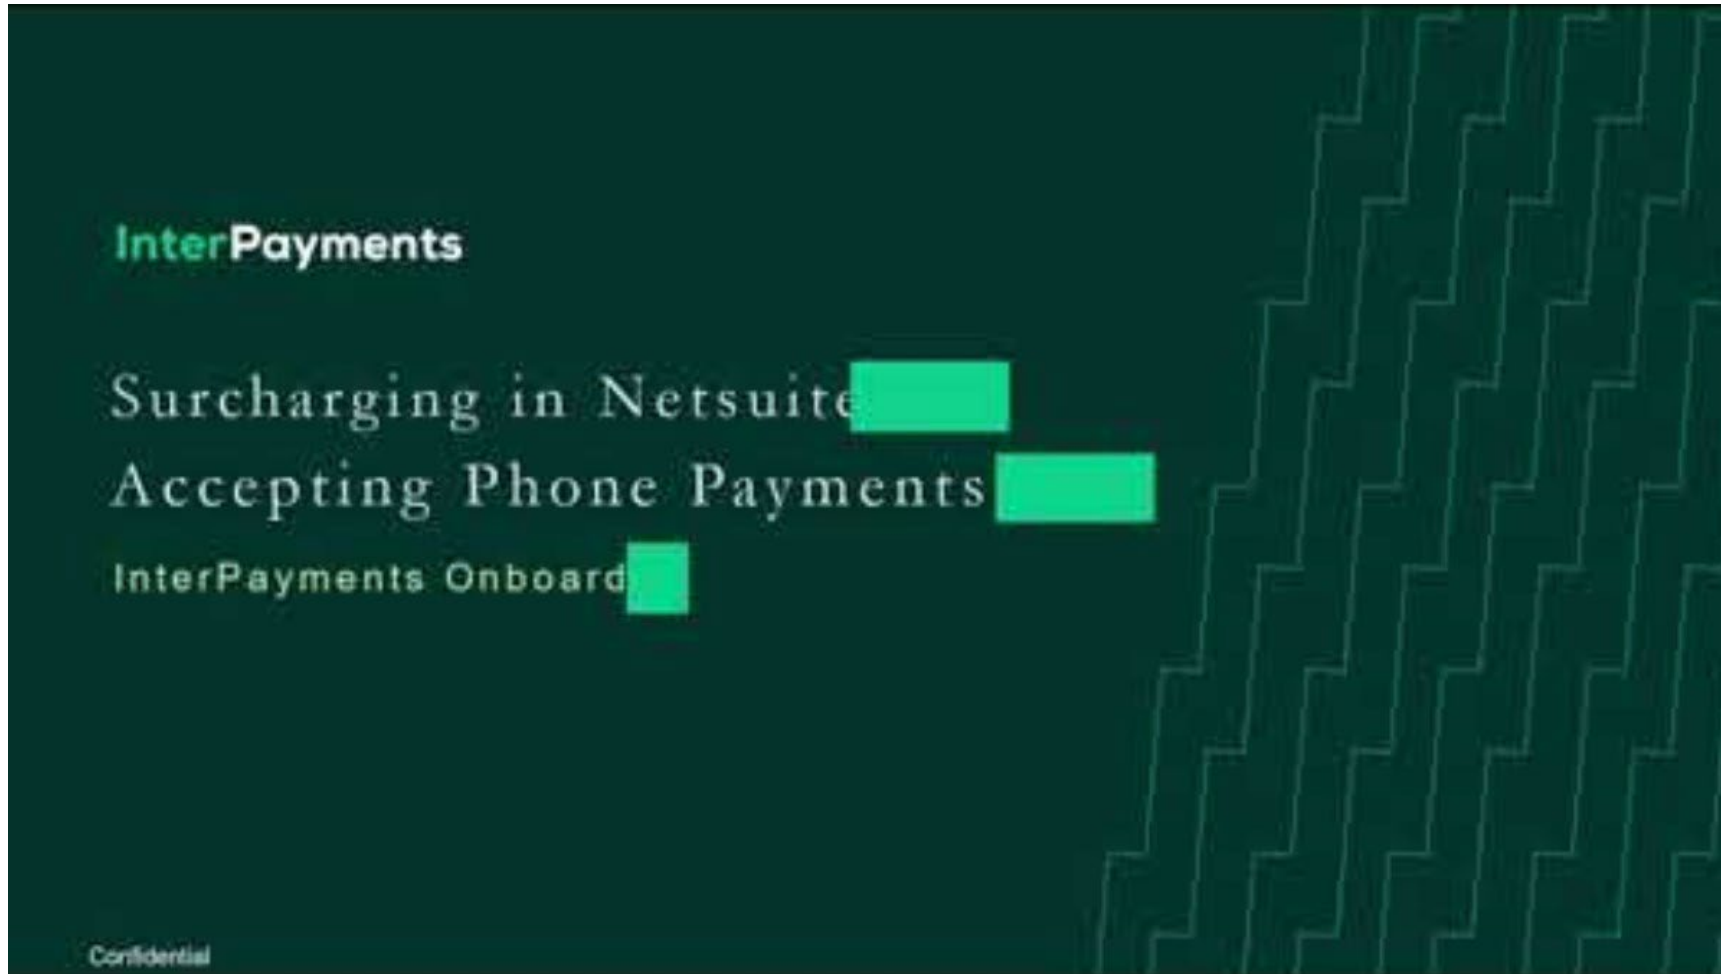 InterPayments
Surcharging in Netsuite
Accepting Phone Payments
InterPayments Onboard
Confidential